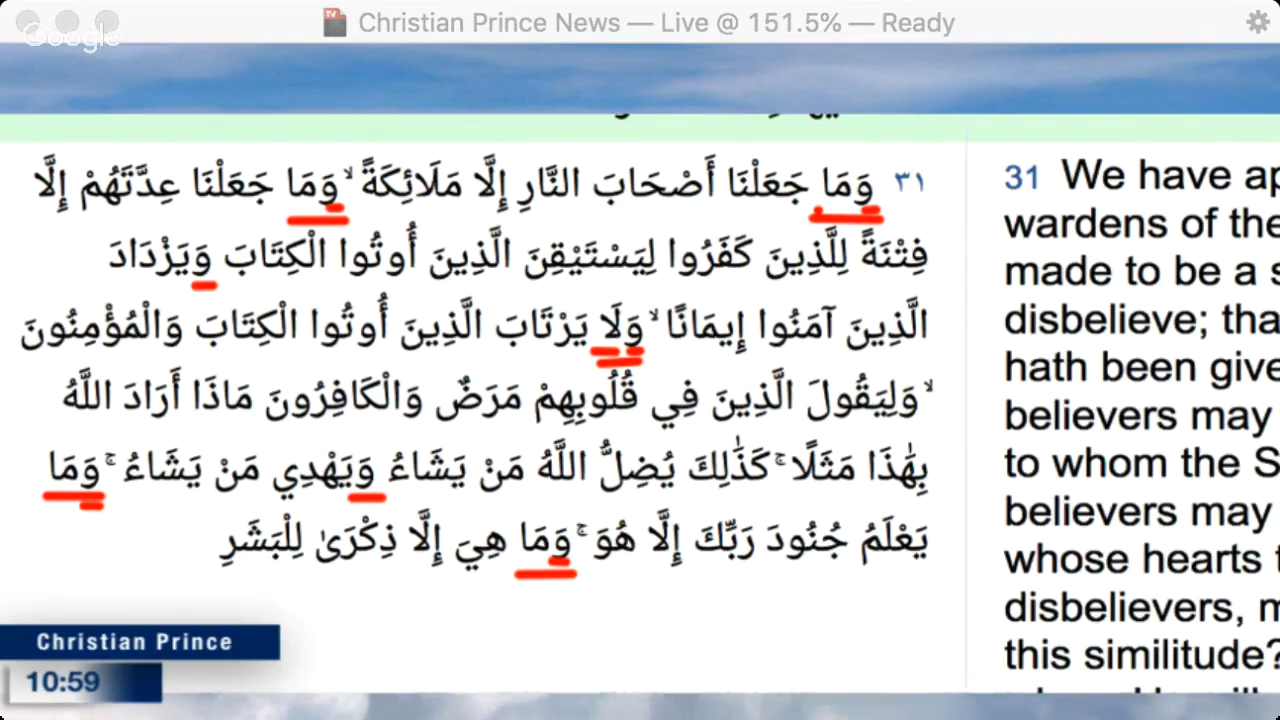 Christian Prince News — Live @ 151.5% — Ready
Google
٣١ وَمَا جَعَلْنَا أَصْحَابَ النَّارِ إِلَّا مَلَائِكَةً ۙ وَمَا جَعَلْنَا عِدَّتَهُمْ إِلَّا
فِتْنَةً لِلَّذِينَ كَفَرُوا لِيَسْتَيْقِنَ الَّذِينَ أُوتُوا الْكِتَابَ وَيَزْدَادَ
الَّذِينَ آمَنُوا إِيمَانًا ۙ وَلَا يَرْتَابَ الَّذِينَ أُوتُوا الْكِتَابَ وَالْمُؤْمِنُونَ
ۙ وَلِيَقُولَ الَّذِينَ فِي قُلُوبِهِمْ مَرَضٌ وَالْكَافِرُونَ مَاذَا أَرَادَ اللَّهُ
بِهَٰذَا مَثَلًا ۚ كَذَٰلِكَ يُضِلُّ اللَّهُ مَنْ يَشَاءُ وَيَهْدِي مَنْ يَشَاءُ ۚ وَمَا
يَعْلَمُ جُنُودَ رَبِّكَ إِلَّا هُوَ ۚ وَمَا هِيَ إِلَّا ذِكْرَىٰ لِلْبَشَرِ
31 We have ap
wardens of the
made to be a s
disbelieve; tha
hath been give
believers may
to whom the S
believers may
whose hearts t
disbelievers, m
this similitude?
Christian Prince
10:59